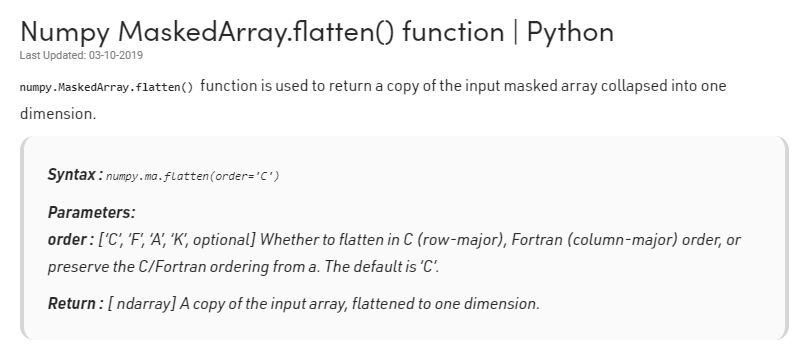 Numpy MaskedArray.flatten() function | Python
Last Updated: 03-10-2019
numpy.MaskedArray.flatten() function is used to return a copy of the input masked array collapsed into one
dimension.
Syntax : numpy.ma.flatten(order='C')
Parameters:
order : ['C', 'F', 'A', 'K', optional] Whether to flatten in C (row-major), Fortran (column-major) order, or
preserve the C/Fortran ordering from a. The default is 'C'.
Return : [ ndarray] A copy of the input array, flattened to one dimension.